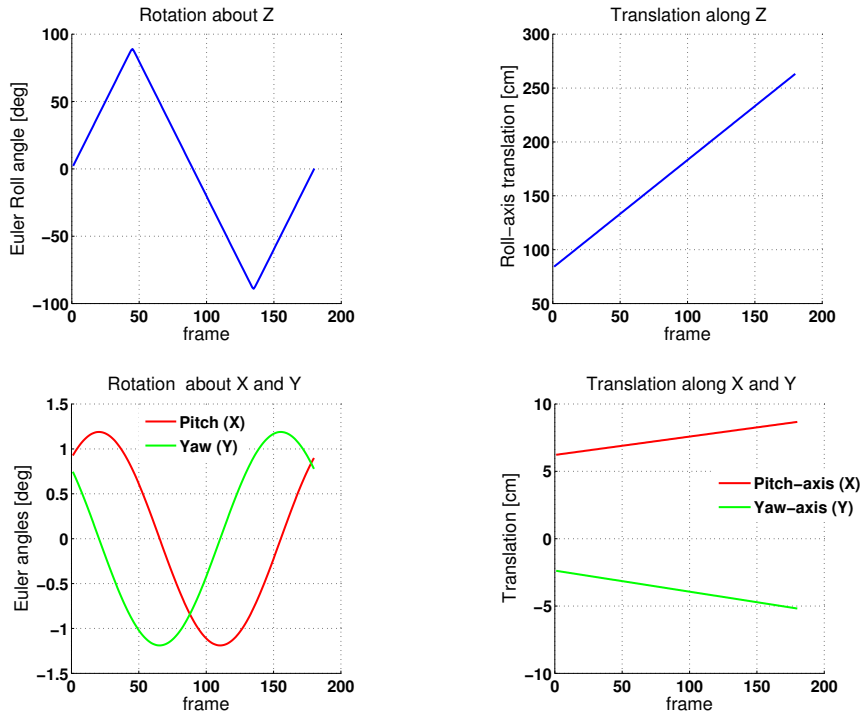 Rotation about Z
Euler Roll angle [deg]
100
50
0
−50
−100
0 50 100 150 200
frame
Translation along Z
Roll−axis translation [cm]
300
250
200
150
100
50
0 50 100 150 200
frame
Rotation about X and Y
Euler angles [deg]
1.5
1
0.5
0
−0.5
−1
−1.5
Pitch (X)
Yaw (Y)
0 50 100 150 200
frame
Translation along X and Y
Translation [cm]
10
5
0
−5
−10
Pitch−axis (X)
Yaw−axis (Y)
0 50 100 150 200
frame